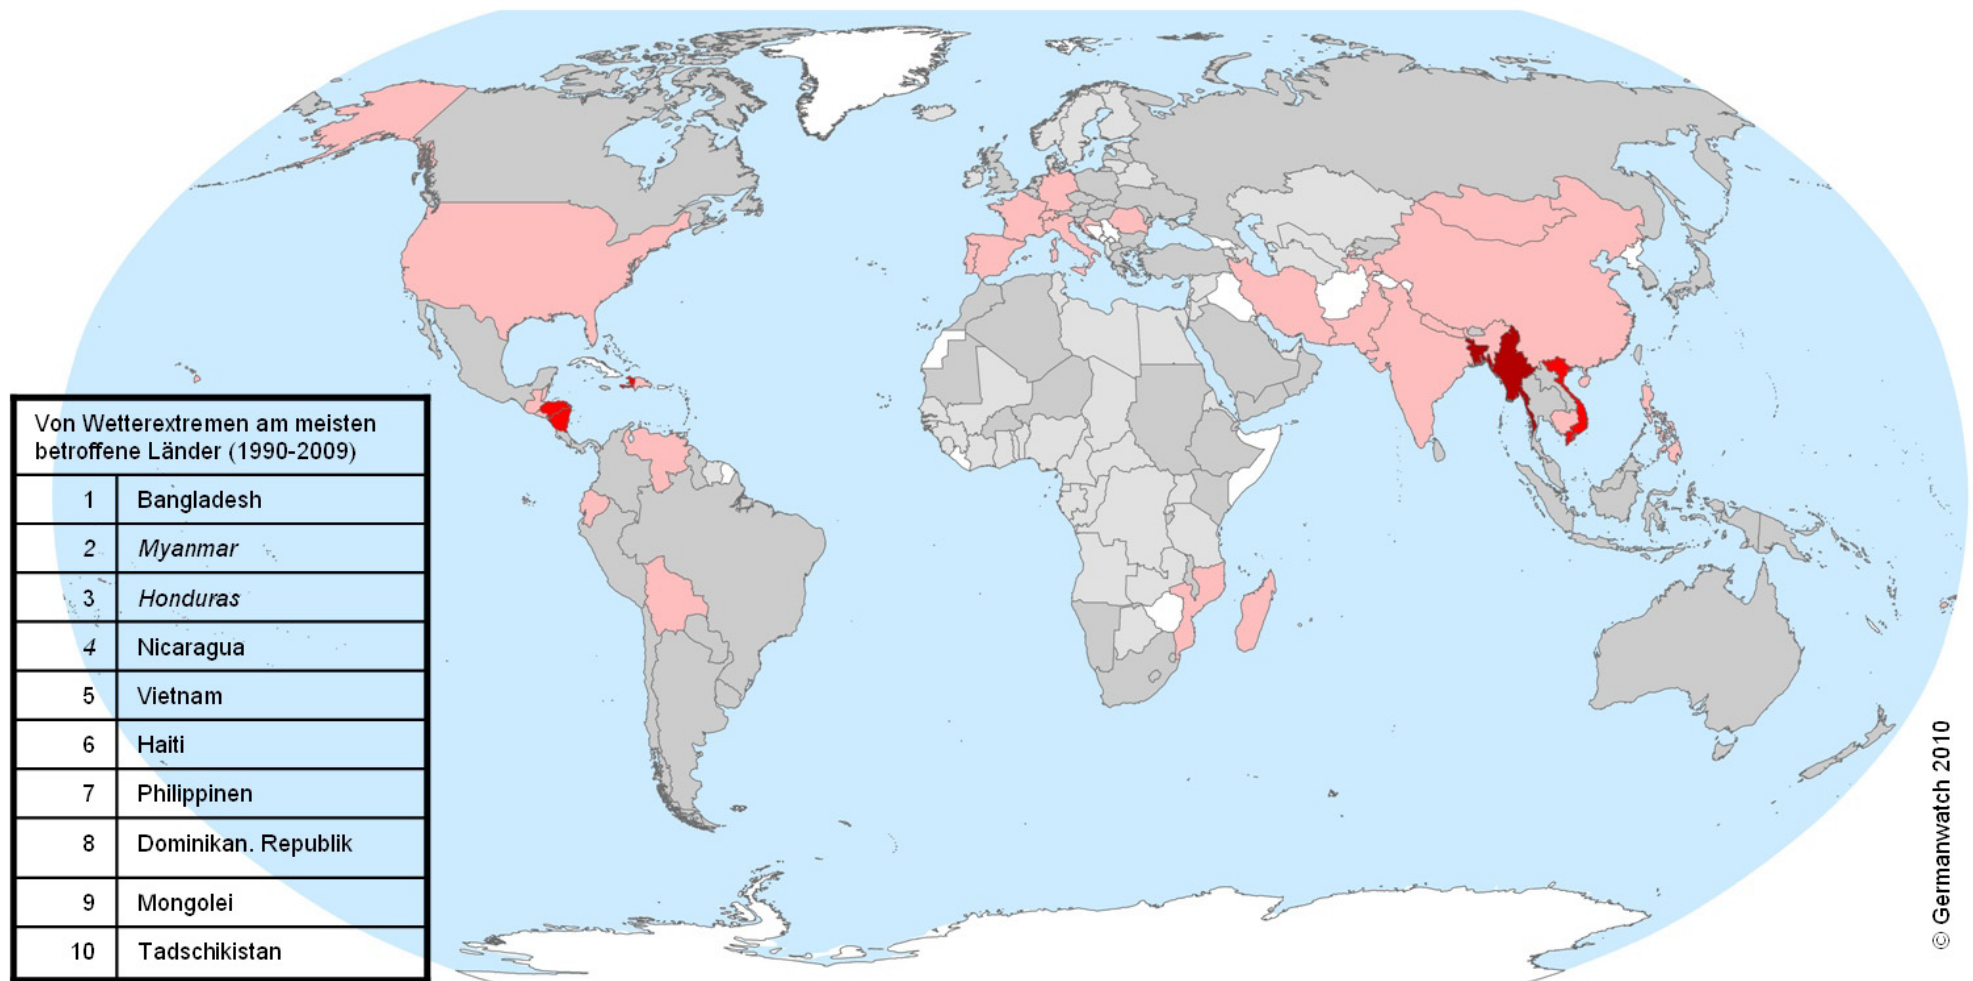 Von Wetterextremen am meisten
betroffene Länder (1990-2009)
1 Bangladesh
2 Myanmar
3 Honduras
4 Nicaragua
5 Vietnam
6 Haiti
7 Philippinen
8 Dominikan. Republik
9 Mongolei
10 Tadschikistan
© Germanwatch 2010